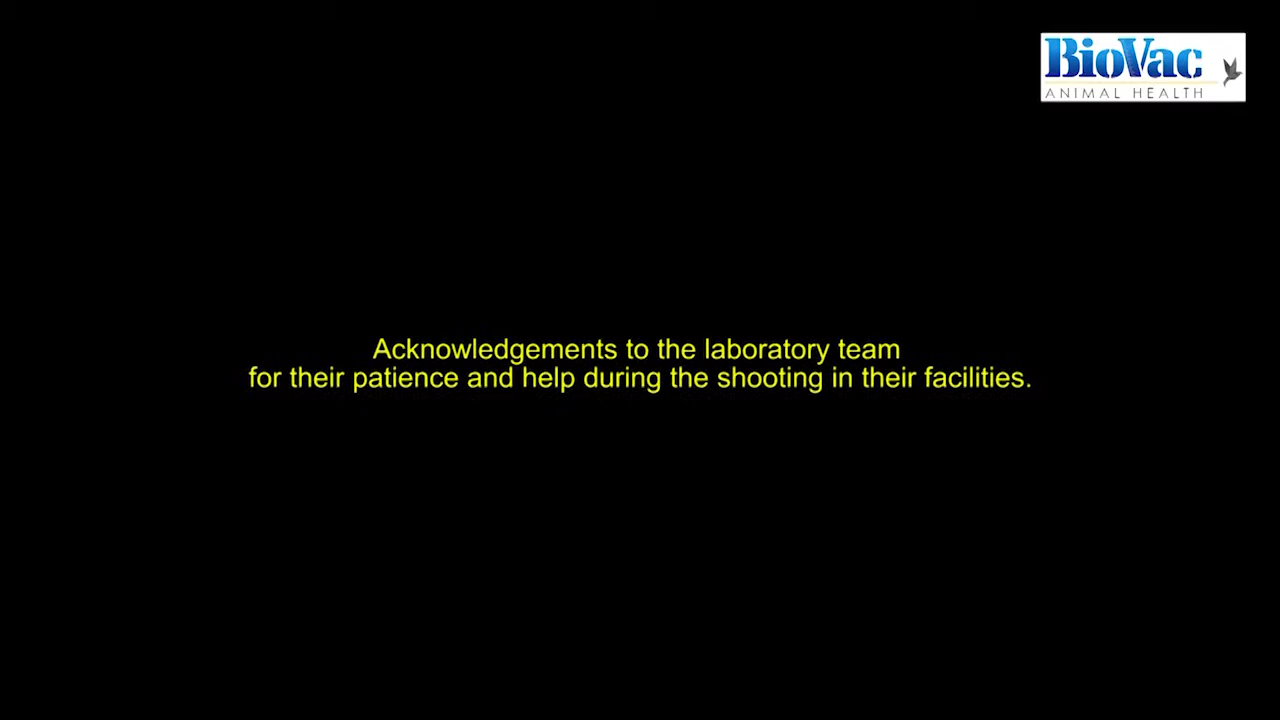 BioVac
ANIMAL HEALTH
Acknowledgements to the laboratory team
for their patience and help during the shooting in their facilities.